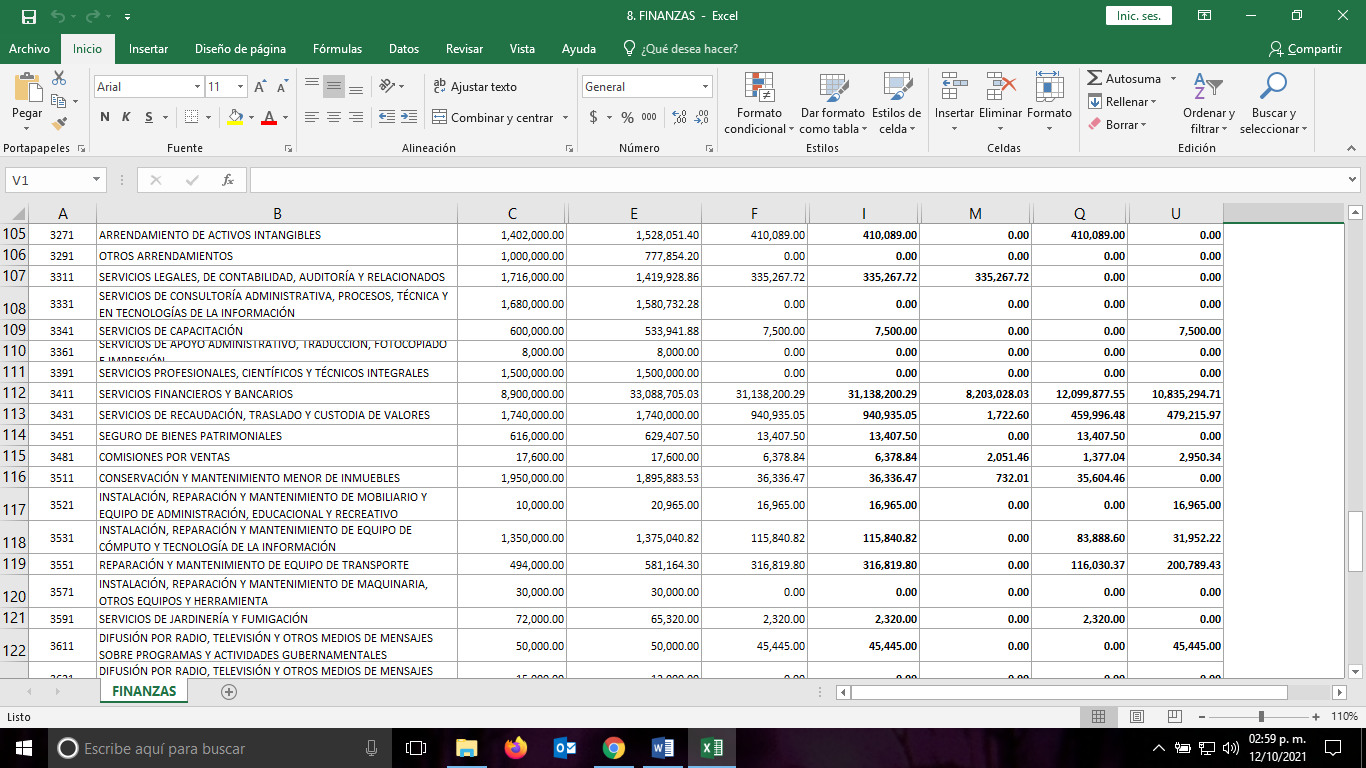 8. FINANZAS - Excel
Inic. ses.
Archivo Inicio Insertar Diseño de página Fórmulas Datos Revisar Vista Ayuda ¿Qué desea hacer? Compartir
Pegar
Arial 11
N K S
Ajustar texto
Combinar y centrar
General
$ % 000
Formato condicional
Dar formato como tabla
Estilos de celda
Insertar Eliminar Formato
Autosuma
Rellenar
Borrar
Ordenar y filtrar
Buscar y seleccionar
Portapapeles Fuente Alineación Número Estilos Celdas Edición
V1 fx
A B C E F I M Q U
105 3271 ARRENDAMIENTO DE ACTIVOS INTANGIBLES 1,402,000.00 1,528,051.40 410,089.00 410,089.00 0.00 410,089.00 0.00
106 3291 OTROS ARRENDAMIENTOS 1,000,000.00 777,854.20 0.00 0.00 0.00 0.00 0.00
107 3311 SERVICIOS LEGALES, DE CONTABILIDAD, AUDITORÍA Y RELACIONADOS 1,716,000.00 1,419,928.86 335,267.72 335,267.72 335,267.72 0.00 0.00
SERVICIOS DE CONSULTORÍA ADMINISTRATIVA, PROCESOS, TÉCNICA Y
108 3331 EN TECNOLOGÍAS DE LA INFORMACIÓN 1,680,000.00 1,580,732.28 0.00 0.00 0.00 0.00 0.00
109 3341 SERVICIOS DE CAPACITACIÓN 600,000.00 533,941.88 7,500.00 7,500.00 0.00 0.00 7,500.00
110 3361 SERVICIOS DE APOYO ADMINISTRATIVO, TRADUCCIÓN, FOTOCOPIADO
E IMPRESIÓN 8,000.00 8,000.00 0.00 0.00 0.00 0.00 0.00
111 3391 SERVICIOS PROFESIONALES, CIENTÍFICOS Y TÉCNICOS INTEGRALES 1,500,000.00 1,500,000.00 0.00 0.00 0.00 0.00 0.00
112 3411 SERVICIOS FINANCIEROS Y BANCARIOS 8,900,000.00 33,088,705.03 31,138,200.29 31,138,200.29 8,203,028.03 12,099,877.55 10,835,294.71
113 3431 SERVICIOS DE RECAUDACIÓN, TRASLADO Y CUSTODIA DE VALORES 1,740,000.00 1,740,000.00 940,935.05 940,935.05 1,722.60 459,996.48 479,215.97
114 3451 SEGURO DE BIENES PATRIMONIALES 616,000.00 629,407.50 13,407.50 13,407.50 0.00 13,407.50 0.00
115 3481 COMISIONES POR VENTAS 17,600.00 17,600.00 6,378.84 6,378.84 2,051.46 1,377.04 2,950.34
116 3511 CONSERVACIÓN Y MANTENIMIENTO MENOR DE INMUEBLES 1,950,000.00 1,895,883.53 36,336.47 36,336.47 732.01 35,604.46 0.00
INSTALACIÓN, REPARACIÓN Y MANTENIMIENTO DE MOBILIARIO Y
117 3521 EQUIPO DE ADMINISTRACIÓN, EDUCACIONAL Y RECREATIVO 10,000.00 20,965.00 16,965.00 16,965.00 0.00 0.00 16,965.00
INSTALACIÓN, REPARACIÓN Y MANTENIMIENTO DE EQUIPO DE
118 3531 CÓMPUTO Y TECNOLOGÍA DE LA INFORMACIÓN 1,350,000.00 1,375,040.82 115,840.82 115,840.82 0.00 83,888.60 31,952.22
119 3551 REPARACIÓN Y MANTENIMIENTO DE EQUIPO DE TRANSPORTE 494,000.00 581,164.30 316,819.80 316,819.80 0.00 116,030.37 200,789.43
INSTALACIÓN, REPARACIÓN Y MANTENIMIENTO DE MAQUINARIA,
120 3571 OTROS EQUIPOS Y HERRAMIENTA 30,000.00 30,000.00 0.00 0.00 0.00 0.00 0.00
121 3591 SERVICIOS DE JARDINERÍA Y FUMIGACIÓN 72,000.00 65,320.00 2,320.00 2,320.00 0.00 2,320.00 0.00
DIFUSIÓN POR RADIO, TELEVISIÓN Y OTROS MEDIOS DE MENSAJES
122 3611 SOBRE PROGRAMAS Y ACTIVIDADES GUBERNAMENTALES 50,000.00 50,000.00 45,445.00 45,445.00 0.00 0.00 45,445.00
DIFUSIÓN POR RADIO, TELEVISIÓN Y OTROS MEDIOS DE MENSAJES
FINANZAS
Listo 110%
Escribe aquí para buscar
02:59 p. m.
12/10/2021